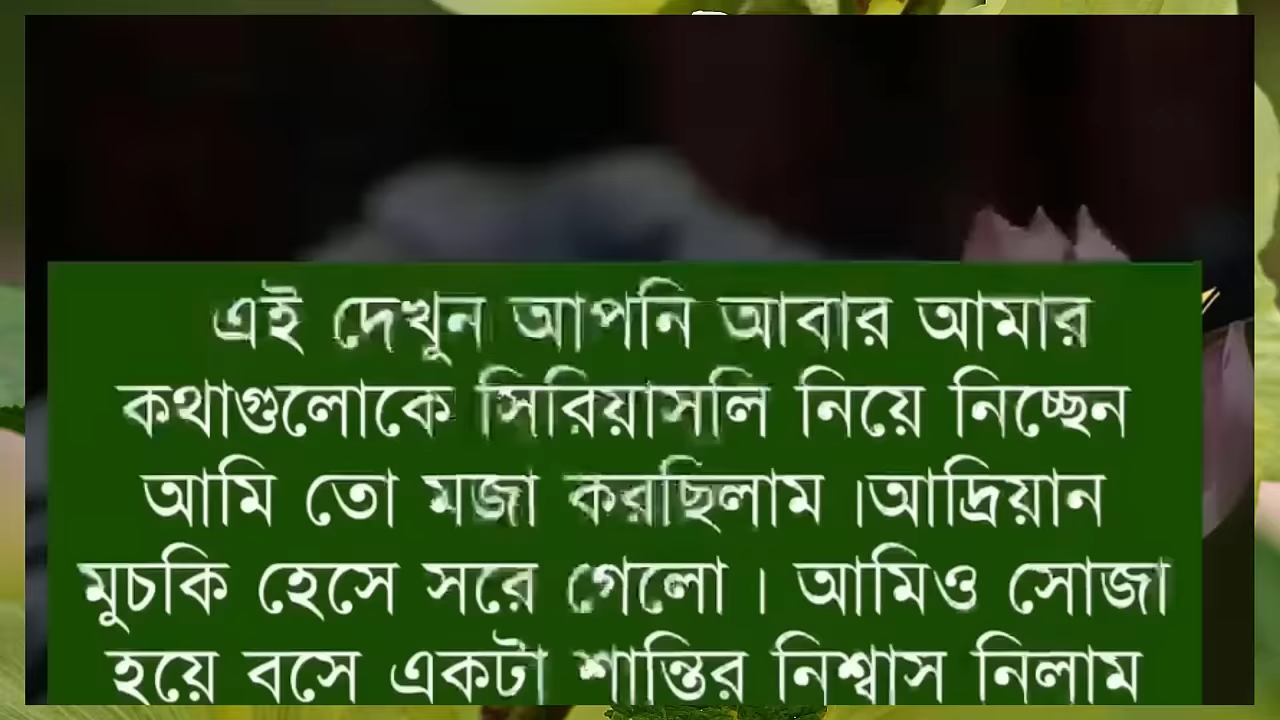 এই দেখুন আপনি আবার আমার
কথাগুলোকে সিরিয়াসলি নিয়ে নিচ্ছেন
আমি তো মজা করছিলাম ।আদ্রিয়ান
মুচকি হেসে সরে গেলো । আমিও সোজা
হয়ে বসে একটা শান্তির নিশ্বাস নিলাম